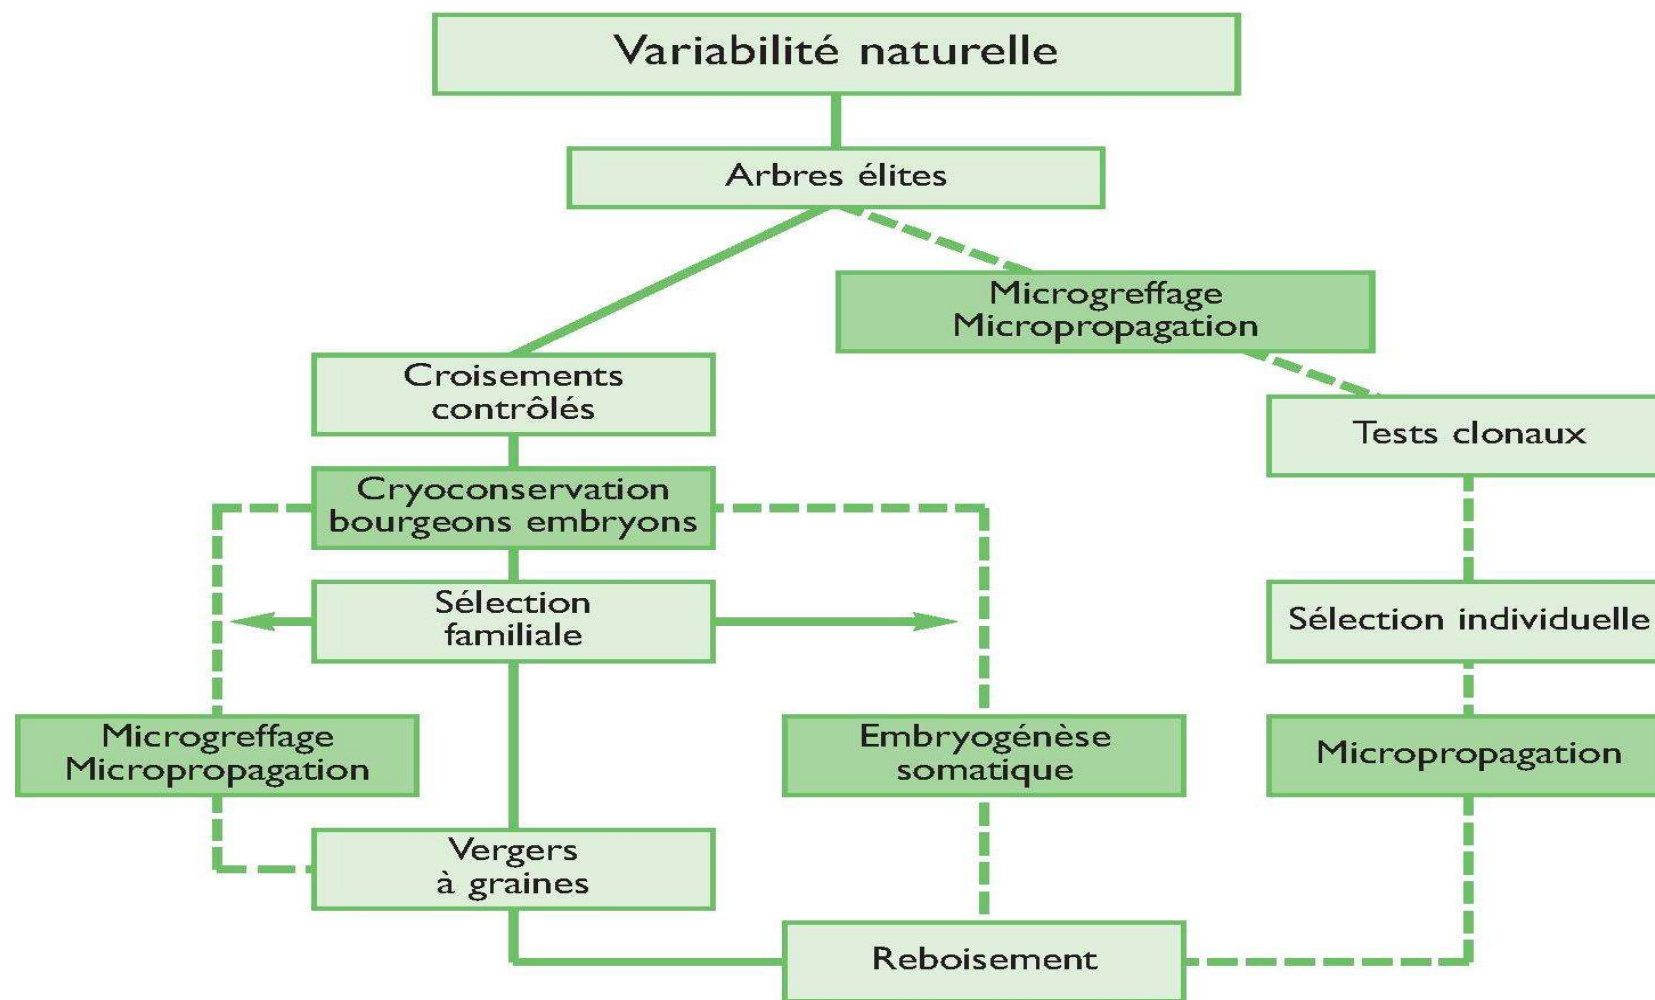 Variabilité naturelle
Arbres élites
Microgreffage
Micropropagation
Croisements
contrôlés
Tests clonaux
Cryoconservation
bourgeons embryons
Sélection
familiale
Sélection individuelle
Microgreffage
Micropropagation
Embryogénèse
somatique
Micropropagation
Vergers
à graines
Reboisement